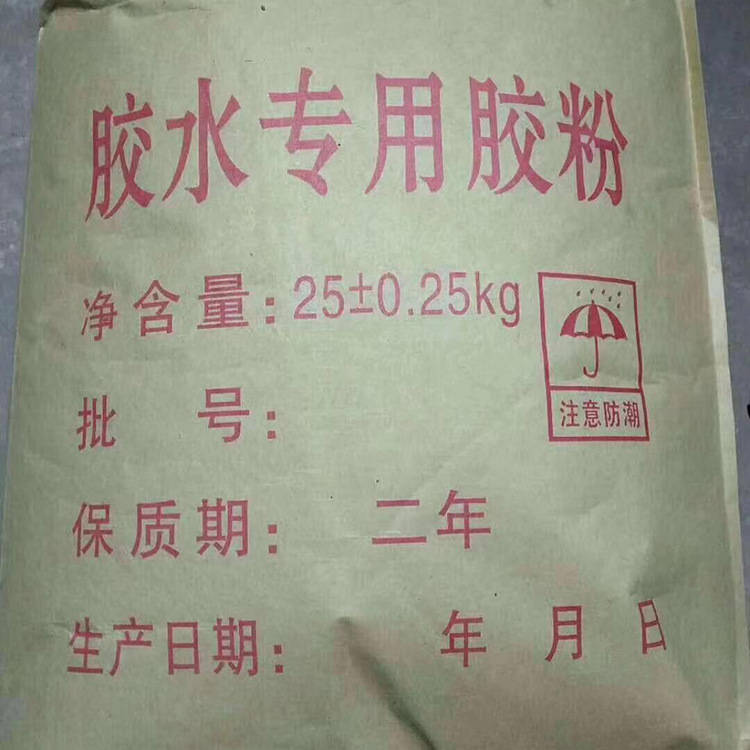 胶水专用胶粉
净含量:25±0.25kg
批 号:
注意防潮
保质期: 二年
生产日期: 年 月 日